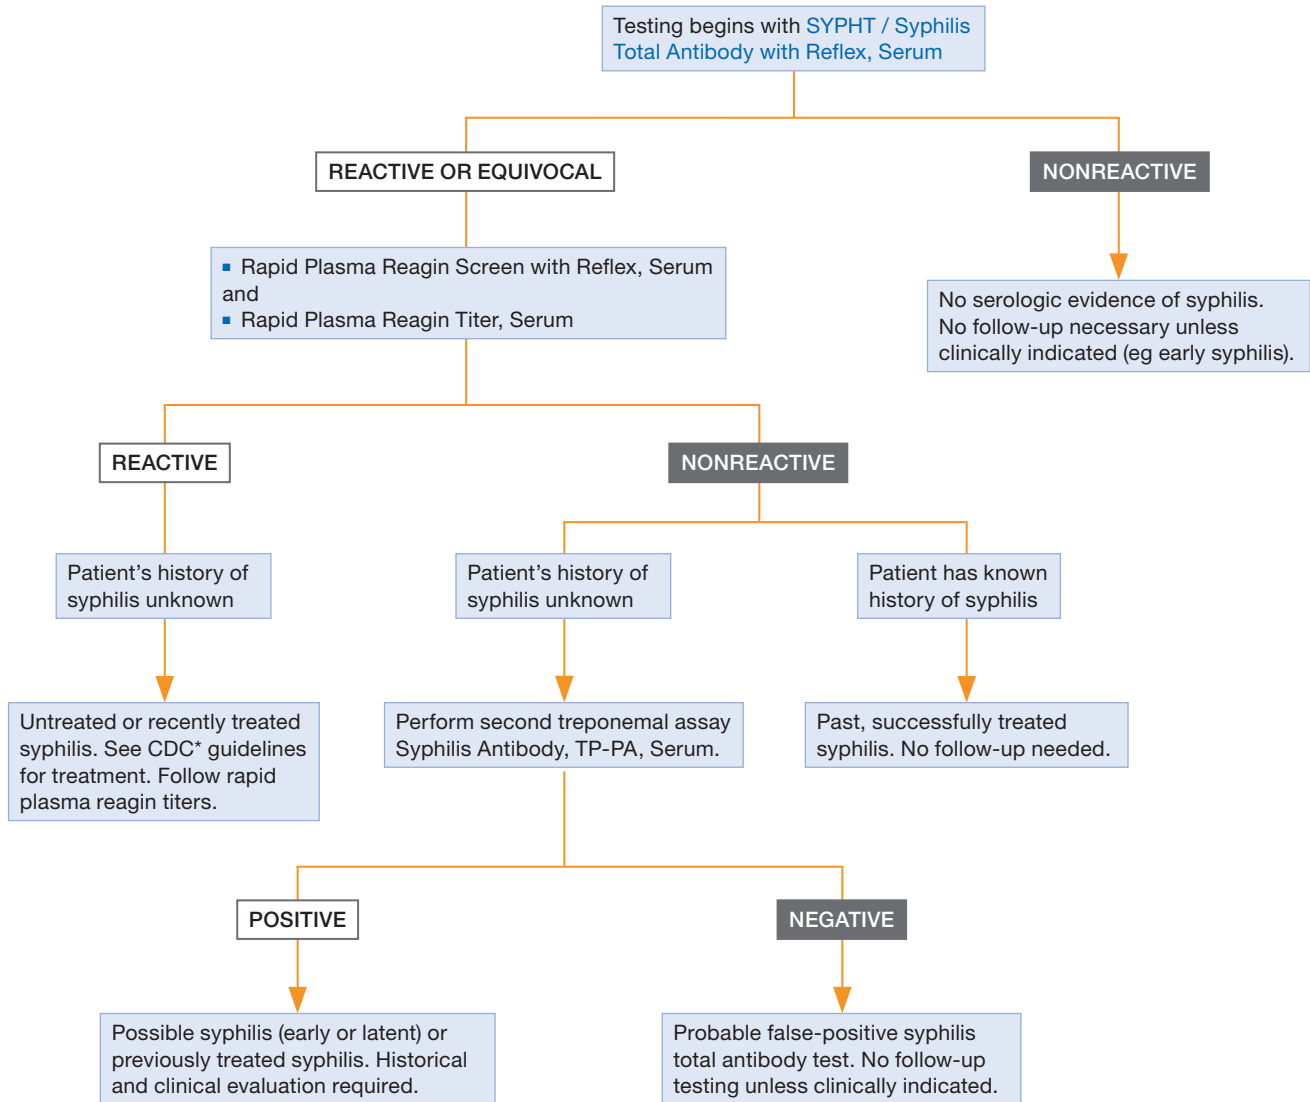 Testing begins with SYPHT / Syphilis
Total Antibody with Reflex, Serum
REACTIVE OR EQUIVOCAL
NONREACTIVE
▪ Rapid Plasma Reagin Screen with Reflex, Serum
and
▪ Rapid Plasma Reagin Titer, Serum
No serologic evidence of syphilis.
No follow-up necessary unless
clinically indicated (eg early syphilis).
REACTIVE
NONREACTIVE
Patient’s history of
syphilis unknown
Patient’s history of
syphilis unknown
Patient has known
history of syphilis
Untreated or recently treated
syphilis. See CDC* guidelines
for treatment. Follow rapid
plasma reagin titers.
Perform second treponemal assay
Syphilis Antibody, TP-PA, Serum.
Past, successfully treated
syphilis. No follow-up needed.
POSITIVE
NEGATIVE
Possible syphilis (early or latent) or
previously treated syphilis. Historical
and clinical evaluation required.
Probable false-positive syphilis
total antibody test. No follow-up
testing unless clinically indicated.